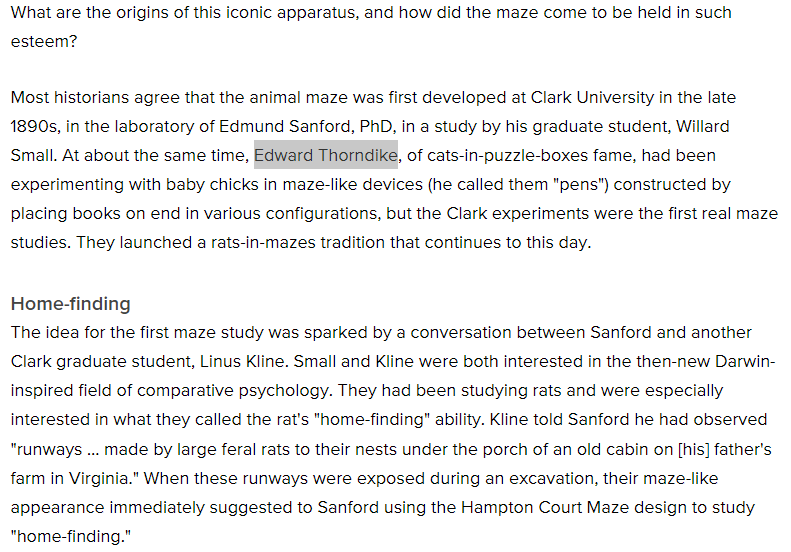 What are the origins of this iconic apparatus, and how did the maze come to be held in such
esteem?
Most historians agree that the animal maze was first developed at Clark University in the late
1890s, in the laboratory of Edmund Sanford, PhD, in a study by his graduate student, Willard
Small. At about the same time, Edward Thorndike, of cats-in-puzzle-boxes fame, had been
experimenting with baby chicks in maze-like devices (he called them "pens") constructed by
placing books on end in various configurations, but the Clark experiments were the first real maze
studies. They launched a rats-in-mazes tradition that continues to this day.
Home-finding
The idea for the first maze study was sparked by a conversation between Sanford and another
Clark graduate student, Linus Kline. Small and Kline were both interested in the then-new Darwin-
inspired field of comparative psychology. They had been studying rats and were especially
interested in what they called the rat's "home-finding" ability. Kline told Sanford he had observed
"runways ... made by large feral rats to their nests under the porch of an old cabin on [his] father's
farm in Virginia." When these runways were exposed during an excavation, their maze-like
appearance immediately suggested to Sanford using the Hampton Court Maze design to study
"home-finding."